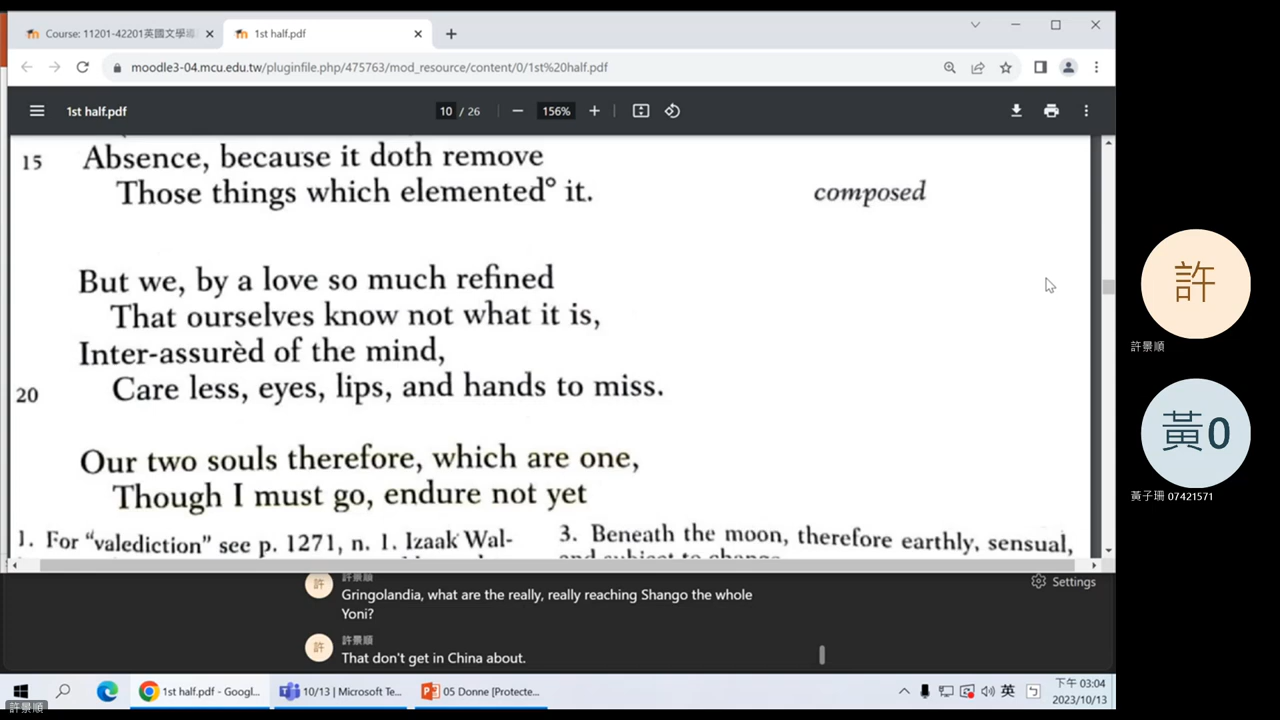 Course: 11201-42201英國文學
1st half.pdf
moodle3-04.mcu.edu.tw/pluginfile.php/475763/mod_resource/content/0/1st%20half.pdf
1st half.pdf
10 / 26
156%
15 Absence, because it doth remove
Those things which elemented° it. composed
But we, by a love so much refined
That ourselves know not what it is,
Inter-assurèd of the mind,
20 Care less, eyes, lips, and hands to miss.
Our two souls therefore, which are one,
Though I must go, endure not yet
1. For "valediction" see p. 1271, n. 1. Izaak Wal-
3. Beneath the moon, therefore earthly, sensual,
and subject to change
許
許景順
黃0
黃子珊 07421571
許景順
許
Gringolandia, what are the really, really reaching Shango the whole
Yoni?
Settings
許景順
許
That don't get in China about.
1st half.pdf - Googl...
10/13 | Microsoft Te...
05 Donne [Protecte...
英
下午 03:04
2023/10/13
許景順